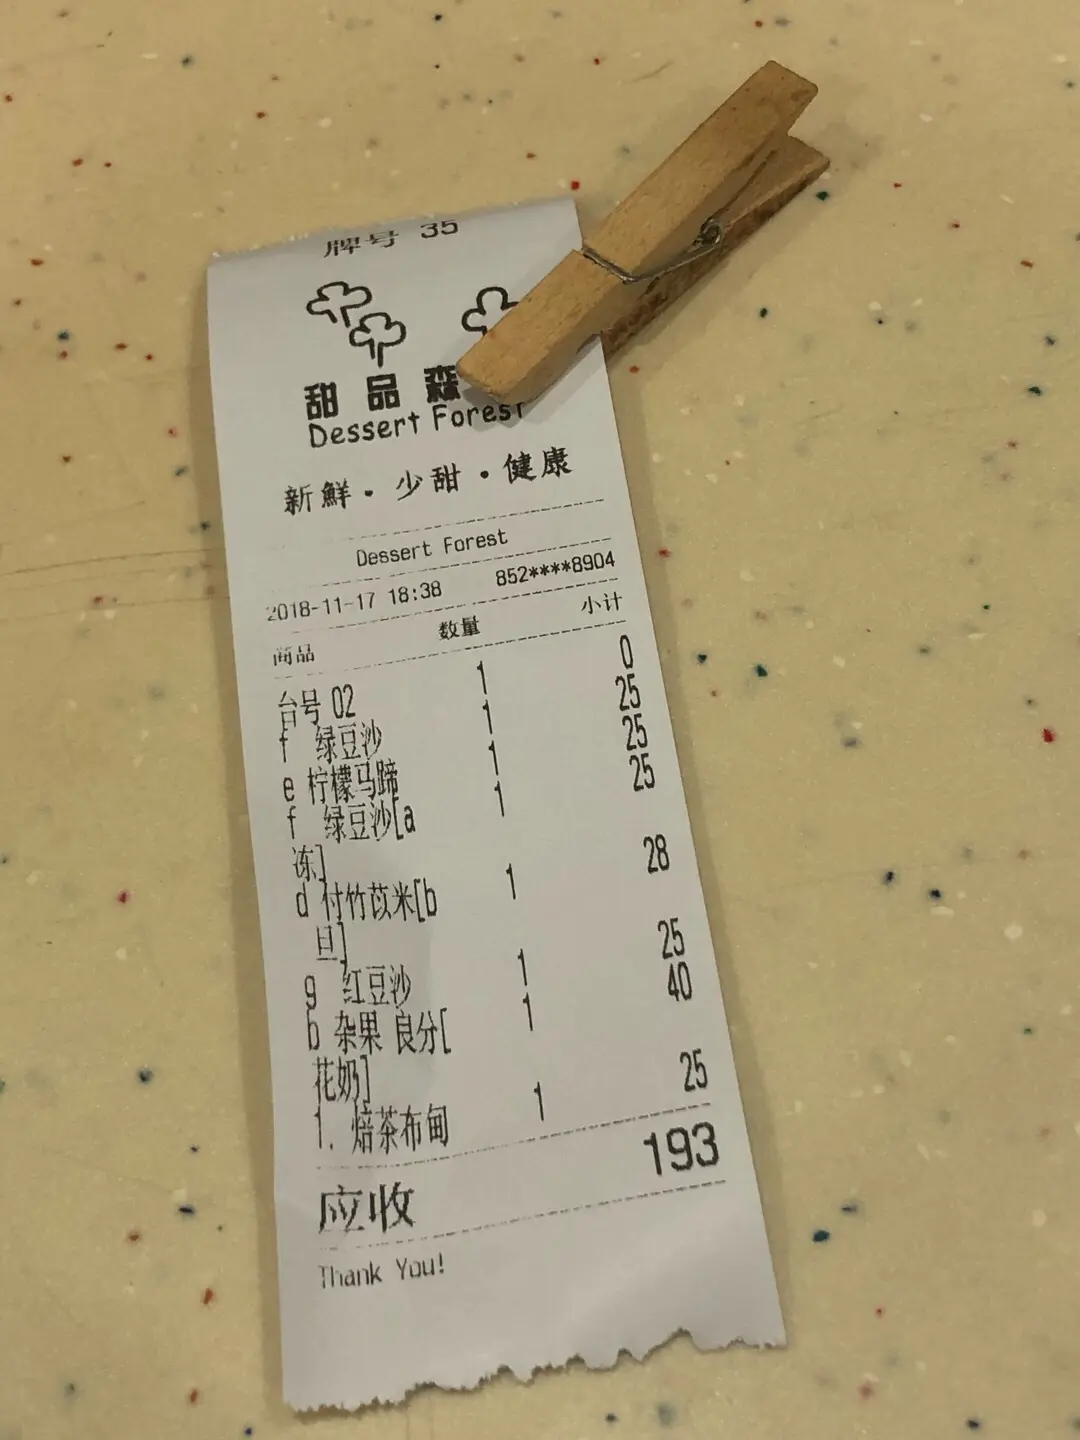 牌号 35
甜品森
Dessert Forest
新鮮·少甜·健康
Dessert Forest
2018-11-17 18:38 852****8904
商品 数量 小计
台号 02 1 0
f 绿豆沙 1 25
e 柠檬马蹄 1 25
f 绿豆沙[a 1 25
冻]
d 付竹苡米[b 1 28
旦]
g 红豆沙 1 25
b 杂果 良分[ 1 40
花奶]
1. 焙茶布甸 1 25
应收 193
Thank You!